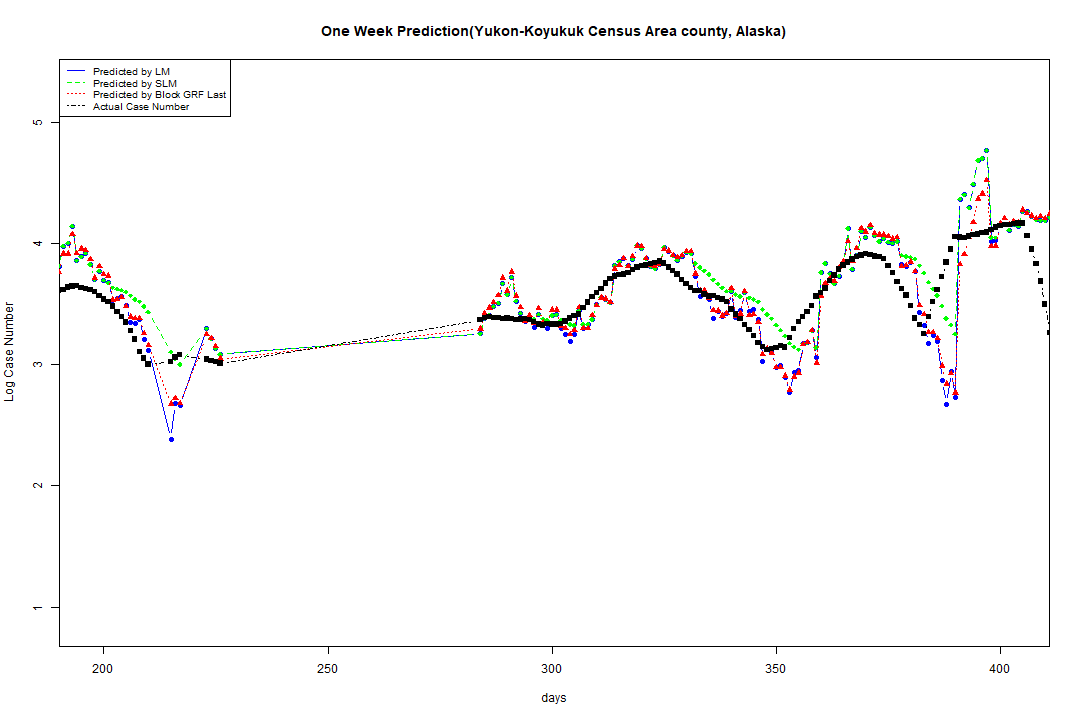 One Week Prediction(Yukon-Koyukuk Census Area county, Alaska)
Predicted by LM
Predicted by SLM
Predicted by Block GRF Last
Actual Case Number
5
4
3
2
1
Log Case Number
200 250 300 350 400
days